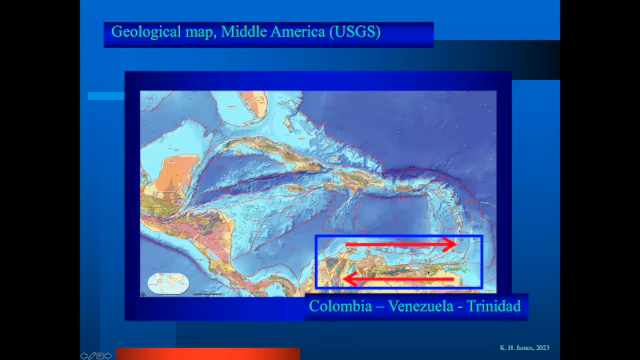 Geological map, Middle America (USGS)
Colombia – Venezuela - Trinidad
K. H. James, 2023